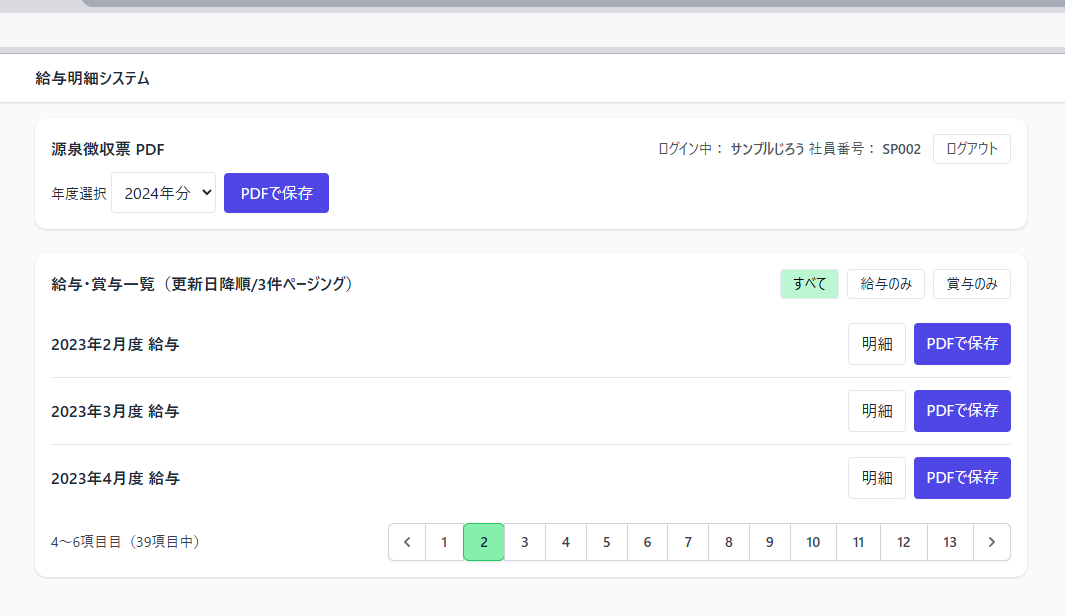 給与明細システム
源泉徴収票 PDF
ログイン中： サンプルじろう 社員番号： SP002 ログアウト
年度選択 2024年分 PDFで保存
給与・賞与一覧（更新日降順/3件ページング） すべて 給与のみ 賞与のみ
2023年2月度 給与 明細 PDFで保存
2023年3月度 給与 明細 PDFで保存
2023年4月度 給与 明細 PDFで保存
4～6項目目（39項目中） 1 2 3 4 5 6 7 8 9 10 11 12 13